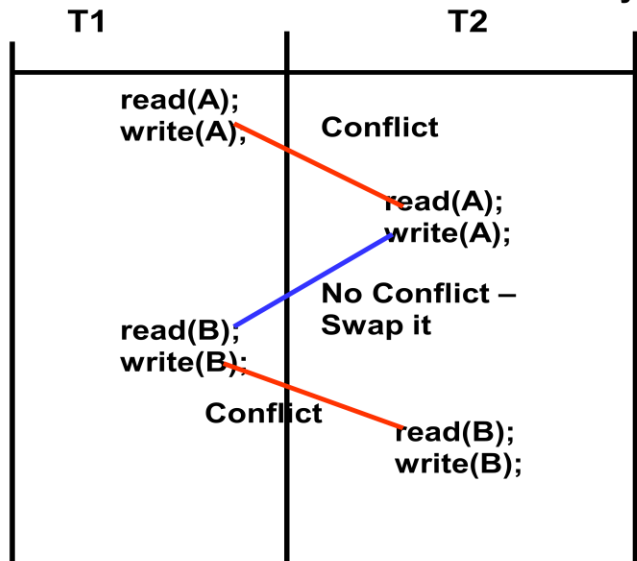 T1 T2
read(A);
write(A),
Conflict
read(A);
write(A);
No Conflict –
Swap it
read(B);
write(B);
Conflict
read(B);
write(B);